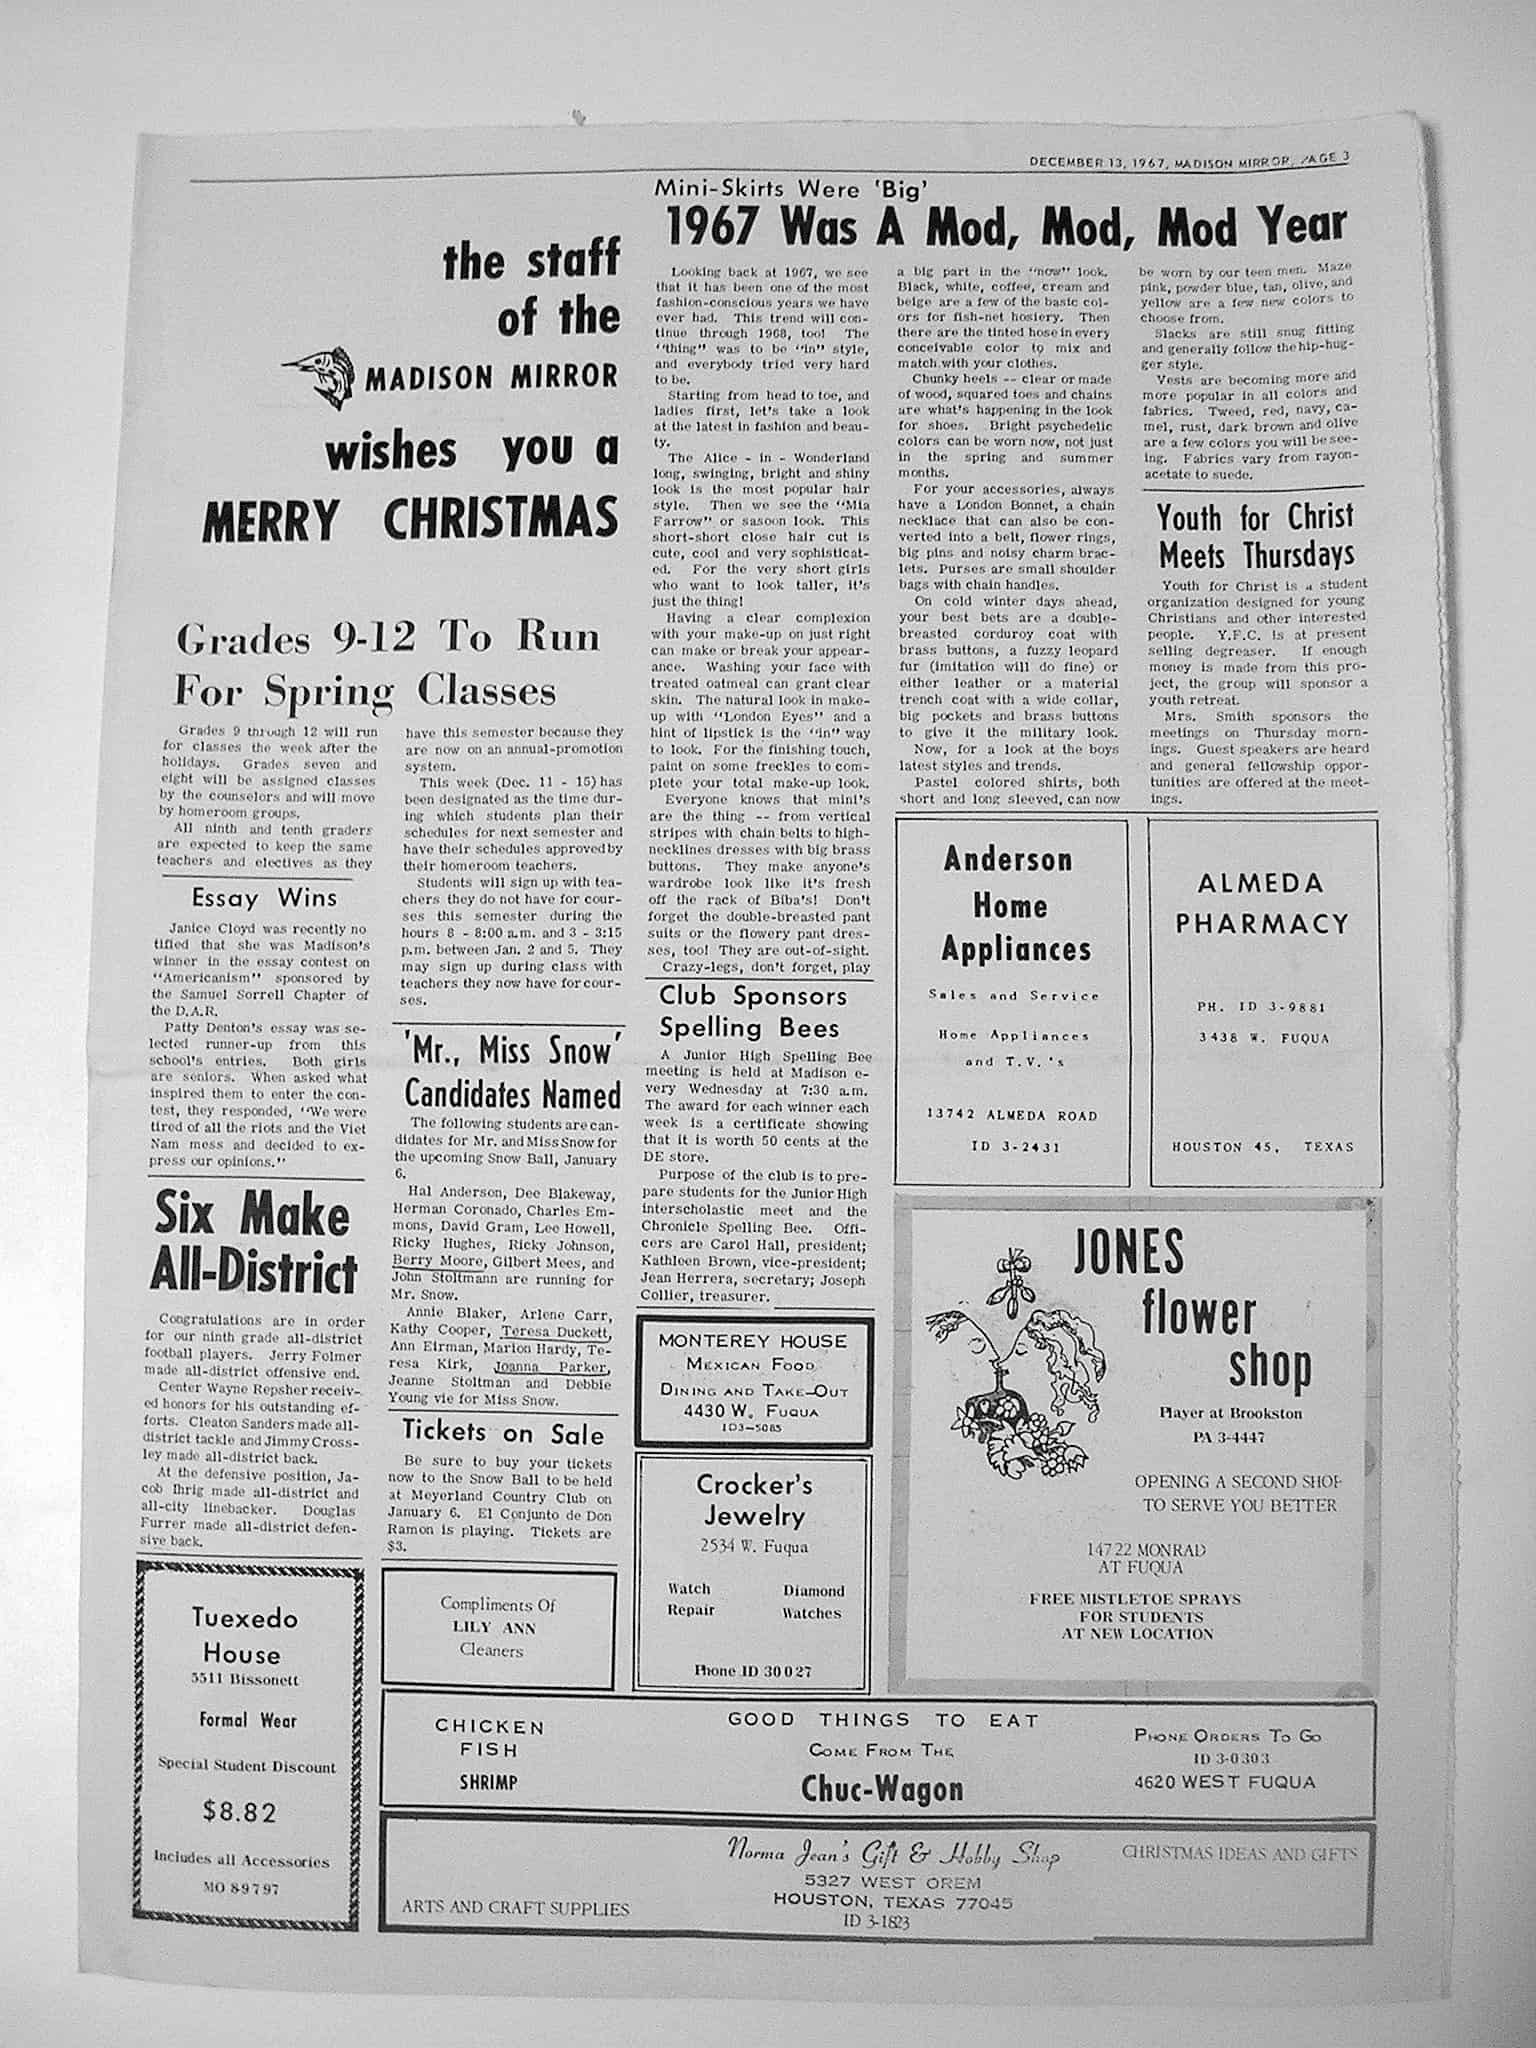 DECEMBER 13, 1967, MADISON MIRROR, PAGE 3
the staff
of the
MADISON MIRROR
wishes you a
MERRY CHRISTMAS
Grades 9-12 To Run
For Spring Classes
Grades 9 through 12 will run
for classes the week after the
holidays. Grades seven and
eight will be assigned classes
by the counselors and will move
by homeroom groups.
All ninth and tenth graders
are expected to keep the same
teachers and electives as they
have this semester because they
are now on an annual-promotion
system.
This week (Dec. 11 - 15) has
been designated as the time dur-
ing which students plan their
schedules for next semester and
have their schedules approved by
their homeroom teachers.
Students will sign up with tea-
chers they do not have for cour-
ses this semester during the
hours 8 - 8:00 a.m. and 3 - 3:15
p.m. between Jan. 2 and 5. They
may sign up during class with
teachers they now have for cour-
ses.
Essay Wins
Janice Cloyd was recently no
tified that she was Madison's
winner in the essay contest on
"Americanism" sponsored by
the Samuel Sorrell Chapter of
the D.A.R.
Patty Denton's essay was se-
lected runner-up from this
school's entries. Both girls
are seniors. When asked what
inspired them to enter the con-
test, they responded, "We were
tired of all the riots and the Viet
Nam mess and decided to ex-
press our opinions."
Six Make
All-District
Congratulations are in order
for our ninth grade all-district
football players. Jerry Folmer
made all-district offensive end.
Center Wayne Repsher receiv-
ed honors for his outstanding ef-
forts. Cleaton Sanders made all-
district tackle and Jimmy Cross-
ley made all-district back.
At the defensive position, Ja-
cob Ihrig made all-district and
all-city linebacker. Douglas
Furrer made all-district defen-
sive back.
'Mr., Miss Snow'
Candidates Named
The following students are can-
didates for Mr. and Miss Snow for
the upcoming Snow Ball, January
6.
Hal Anderson, Dee Blakeway,
Herman Coronado, Charles Em-
mons, David Gram, Lee Howell,
Ricky Hughes, Ricky Johnson,
Berry Moore, Gilbert Mees, and
John Stoltmann are running for
Mr. Snow.
Annie Blaker, Arlene Carr,
Kathy Cooper, Teresa Duckett,
Ann Eirman, Marion Hardy, Te-
resa Kirk, Joanna Parker,
Jeanne Stoltman and Debbie
Young vie for Miss Snow.
Tickets on Sale
Be sure to buy your tickets
now to the Snow Ball to be held
at Meyerland Country Club on
January 6. El Conjunto de Don
Ramon is playing. Tickets are
$3.
Mini-Skirts Were 'Big'
1967 Was A Mod, Mod, Mod Year
Looking back at 1967, we see
that it has been one of the most
fashion-conscious years we have
ever had. This trend will con-
tinue through 1968, too! The
"thing" was to be "in" style,
and everybody tried very hard
to be.
Starting from head to toe, and
ladies first, let's take a look
at the latest in fashion and beau-
ty.
The Alice - in - Wonderland
long, swinging, bright and shiny
look is the most popular hair
style. Then we see the "Mia
Farrow" or sasoon look. This
short-short close hair cut is
cute, cool and very sophisticat-
ed. For the very short girls
who want to look taller, it's
just the thing!
Having a clear complexion
with your make-up on just right
can make or break your appear-
ance. Washing your face with
treated oatmeal can grant clear
skin. The natural look in make-
up with "London Eyes" and a
hint of lipstick is the "in" way
to look. For the finishing touch,
paint on some freckles to com-
plete your total make-up look.
Everyone knows that mini's
are the thing -- from vertical
stripes with chain belts to high-
necklines dresses with big brass
buttons. They make anyone's
wardrobe look like it's fresh
off the rack of Biba's! Don't
forget the double-breasted pant
suits or the flowery pant dres-
ses, too! They are out-of-sight.
Crazy-legs, don't forget, play
a big part in the "now" look.
Black, white, coffee, cream and
beige are a few of the basic col-
ors for fish-net hosiery. Then
there are the tinted hose in every
conceivable color to mix and
match with your clothes.
Chunky heels -- clear or made
of wood, squared toes and chains
are what's happening in the look
for shoes. Bright psychedelic
colors can be worn now, not just
in the spring and summer
months.
For your accessories, always
have a London Bonnet, a chain
necklace that can also be con-
verted into a belt, flower rings,
big pins and noisy charm brac-
lets. Purses are small shoulder
bags with chain handles.
On cold winter days ahead,
your best bets are a double-
breasted corduroy coat with
brass buttons, a fuzzy leopard
fur (imitation will do fine) or
either leather or a material
trench coat with a wide collar,
big pockets and brass buttons
to give it the military look.
Now, for a look at the boys
latest styles and trends.
Pastel colored shirts, both
short and long sleeved, can now
be worn by our teen men. Maze
pink, powder blue, tan, olive, and
yellow are a few new colors to
choose from.
Slacks are still snug fitting
and generally follow the hip-hug-
ger style.
Vests are becoming more and
more popular in all colors and
fabrics. Tweed, red, navy, ca-
mel, rust, dark brown and olive
are a few colors you will be see-
ing. Fabrics vary from rayon-
acetate to suede.
Youth for Christ
Meets Thursdays
Youth for Christ is a student
organization designed for young
Christians and other interested
people. Y.F.C. is at present
selling degreaser. If enough
money is made from this pro-
ject, the group will sponsor a
youth retreat.
Mrs. Smith sponsors the
meetings on Thursday morn-
ings. Guest speakers are heard
and general fellowship oppor-
tunities are offered at the meet-
ings.
Club Sponsors
Spelling Bees
A Junior High Spelling Bee
meeting is held at Madison e-
very Wednesday at 7:30 a.m.
The award for each winner each
week is a certificate showing
that it is worth 50 cents at the
DE store.
Purpose of the club is to pre-
pare students for the Junior High
interscholastic meet and the
Chronicle Spelling Bee. Offi-
cers are Carol Hall, president;
Kathleen Brown, vice-president;
Jean Herrera, secretary; Joseph
Collier, treasurer.
Anderson
Home
Appliances
Sales and Service
Home Appliances
and T.V.'s
13742 ALMEDA ROAD
ID 3-2431
ALMEDA
PHARMACY
PH. ID 3-9881
3438 W. FUQUA
HOUSTON 45, TEXAS
MONTEREY HOUSE
MEXICAN FOOD
DINING AND TAKE-OUT
4430 W. FUQUA
ID3-5085
Crocker's
Jewelry
2534 W. Fuqua
Watch Diamond
Repair Watches
Phone ID 30027
JONES
flower
shop
Player at Brookston
PA 3-4447
OPENING A SECOND SHOP
TO SERVE YOU BETTER
14722 MONRAD
AT FUQUA
FREE MISTLETOE SPRAYS
FOR STUDENTS
AT NEW LOCATION
Tuexedo
House
5511 Bissonett
Formal Wear
Special Student Discount
$8.82
Includes all Accessories
MO 89797
Compliments Of
LILY ANN
Cleaners
CHICKEN
FISH
SHRIMP
GOOD THINGS TO EAT
COME FROM THE
Chuc-Wagon
PHONE ORDERS TO GO
ID 3-0303
4620 WEST FUQUA
ARTS AND CRAFT SUPPLIES
Norma Jean's Gift & Hobby Shop
5327 WEST OREM
HOUSTON, TEXAS 77045
ID 3-1823
CHRISTMAS IDEAS AND GIFTS